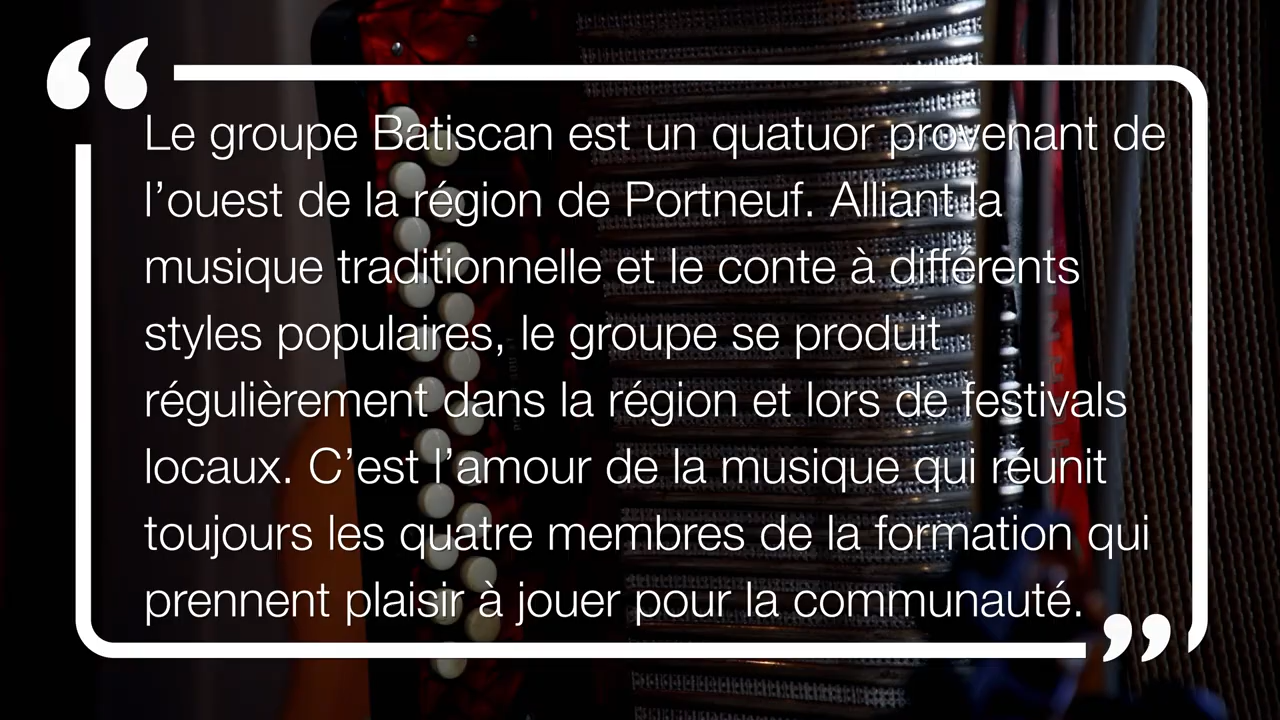 Le groupe Batiscan est un quatuor provenant de
l’ouest de la région de Portneuf. Alliant la
musique traditionnelle et le conte à différents
styles populaires, le groupe se produit
régulièrement dans la région et lors de festivals
locaux. C’est l’amour de la musique qui réunit
toujours les quatre membres de la formation qui
prennent plaisir à jouer pour la communauté.